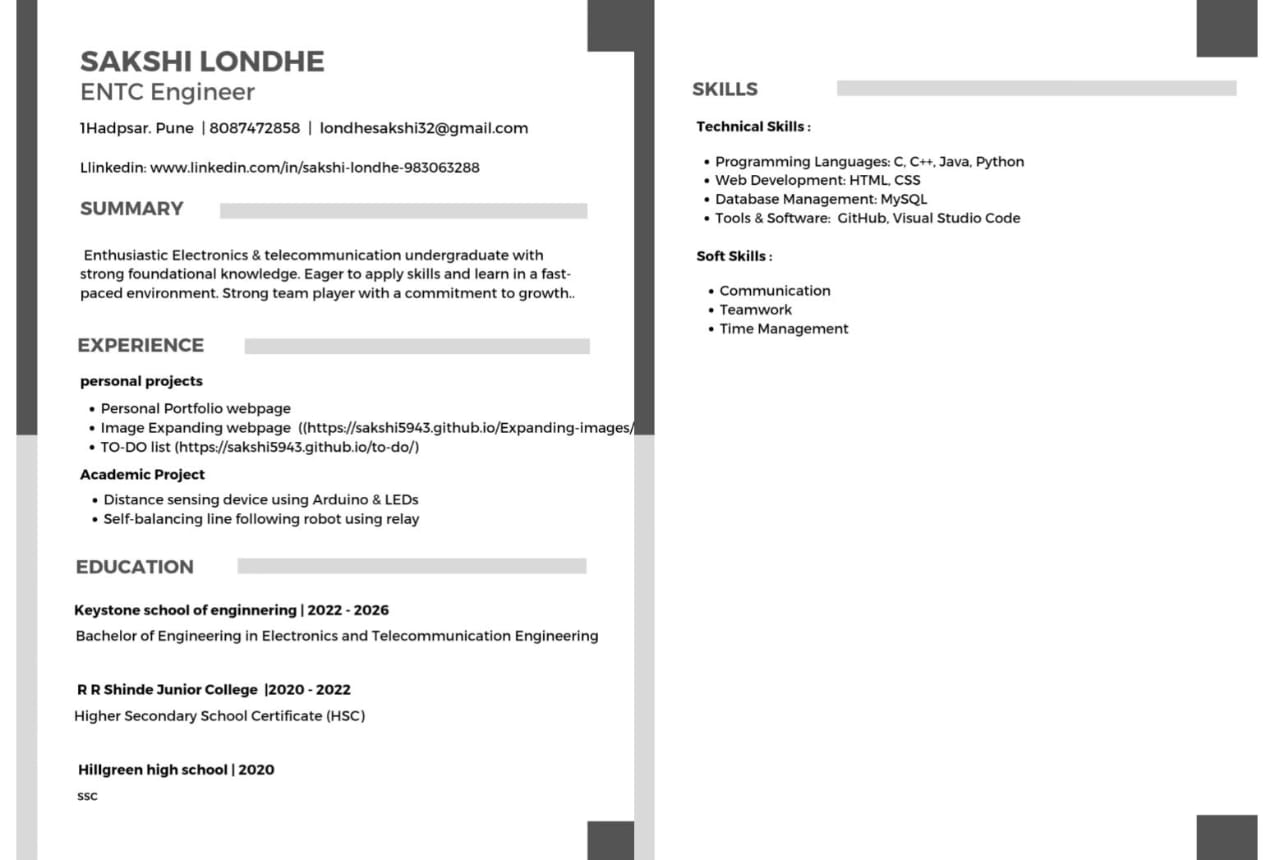 SAKSHI LONDHE
ENTC Engineer
1Hadpsar. Pune | 8087472858 | londhesakshi32@gmail.com
Llinkedin: www.linkedin.com/in/sakshi-londhe-983063288
SUMMARY
Enthusiastic Electronics & telecommunication undergraduate with
strong foundational knowledge. Eager to apply skills and learn in a fast-
paced environment. Strong team player with a commitment to growth..
EXPERIENCE
personal projects
• Personal Portfolio webpage
• Image Expanding webpage ((https://sakshi5943.github.io/Expanding-images/
• TO-DO list (https://sakshi5943.github.io/to-do/)
Academic Project
• Distance sensing device using Arduino & LEDs
• Self-balancing line following robot using relay
EDUCATION
Keystone school of enginnering | 2022 - 2026
Bachelor of Engineering in Electronics and Telecommunication Engineering
R R Shinde Junior College |2020 - 2022
Higher Secondary School Certificate (HSC)
Hillgreen high school | 2020
SSC
SKILLS
Technical Skills :
• Programming Languages: C, C++, Java, Python
• Web Development: HTML, CSS
• Database Management: MySQL
• Tools & Software: GitHub, Visual Studio Code
Soft Skills :
• Communication
• Teamwork
• Time Management